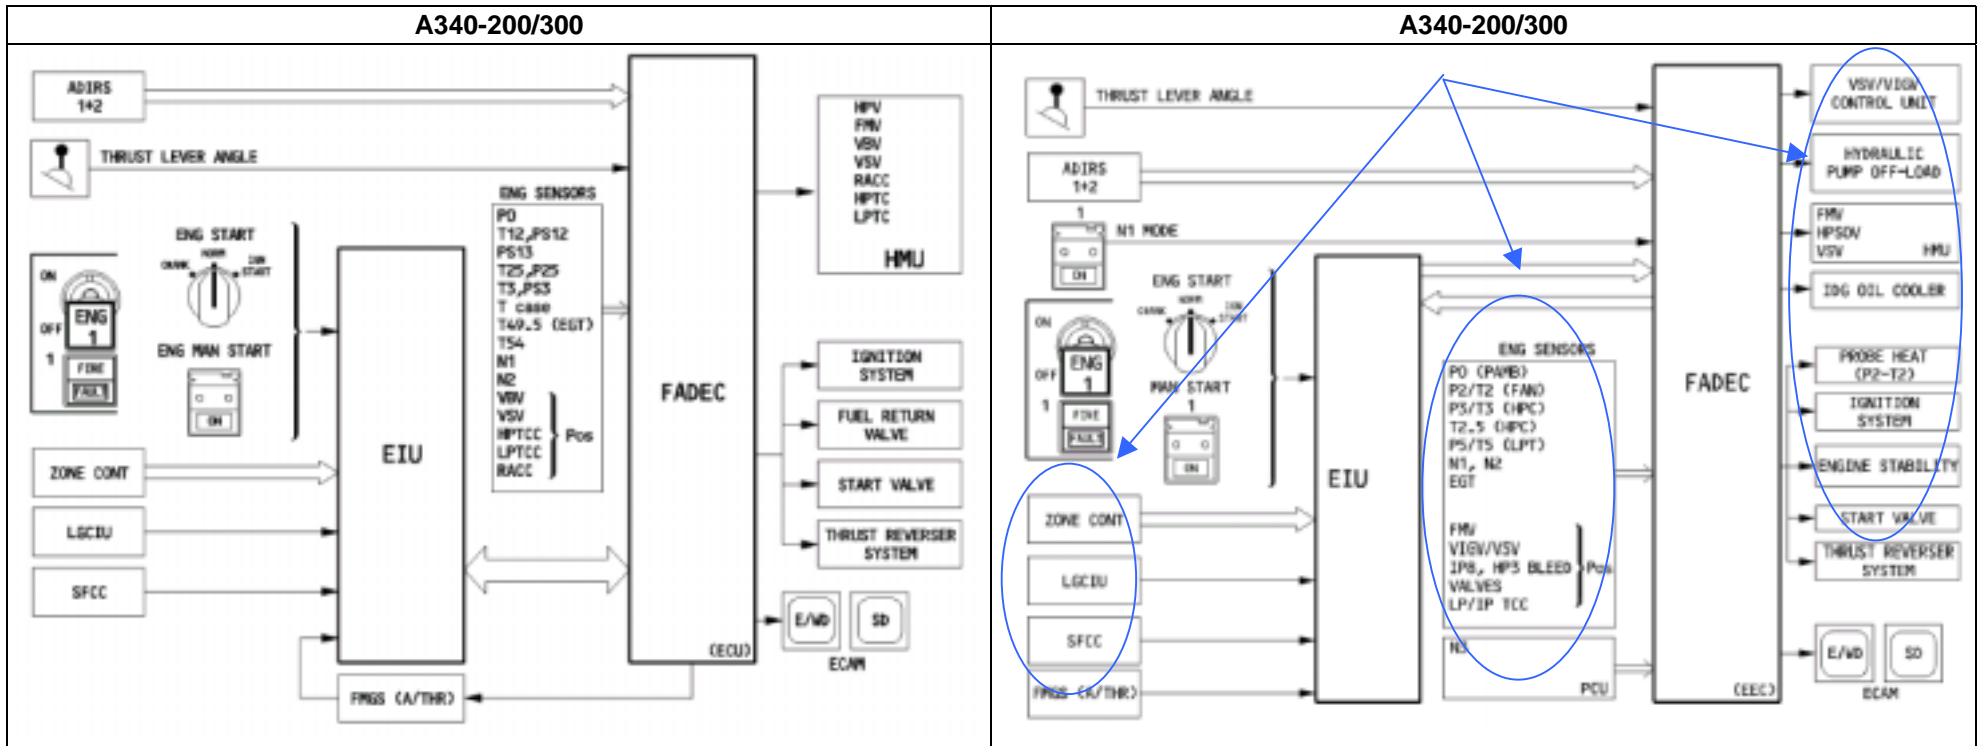 A340-200/300
ADIRS
1+2
THRUST LEVER ANGLE
ENG START
CRANK
NORM
IGN
START
ON
OFF
ENG
1
1
FIRE
FAULT
ENG MAN START
ON
ZONE CONT
LGCIU
SFCC
EIU
FMGS (A/THR)
ENG SENSORS
P0
T12,PS12
PS13
T25,P25
T3,PS3
T case
T49.5 (EGT)
T54
N1
N2
VBV
VSV
HPTCC
LPTCC
RACC
Pos
FADEC
(ECU)
HPV
FMV
VBV
VSV
RACC
HPTC
LPTC
HMU
IGNITION
SYSTEM
FUEL RETURN
VALVE
START VALVE
THRUST REVERSER
SYSTEM
E/WD
SD
ECAM
A340-200/300
THRUST LEVER ANGLE
ADIRS
1+2
1
N1 MODE
ON
ENG START
CRANK
NORM
IGN
START
ON
OFF
ENG
1
1
FIRE
FAULT
MAN START
1
ON
ZONE CONT
LGCIU
SFCC
FMGS (A/THR)
EIU
ENG SENSORS
P0 (PAMB)
P2/T2 (FAN)
P3/T3 (HPC)
T2.5 (HPC)
P5/T5 (LPT)
N1, N2
EGT
FMV
VIGV/VSV
IP8, HP3 BLEED
VALVES
LP/IP TCC
Pos
N3
PCU
FADEC
(EEC)
VSV/VIGV
CONTROL UNIT
HYDRAULIC
PUMP OFF-LOAD
FMV
HPSOV
VSV
HMU
IDG OIL COOLER
PROBE HEAT
(P2-T2)
IGNITION
SYSTEM
ENGINE STABILITY
START VALVE
THRUST REVERSER
SYSTEM
E/WD
SD
ECAM